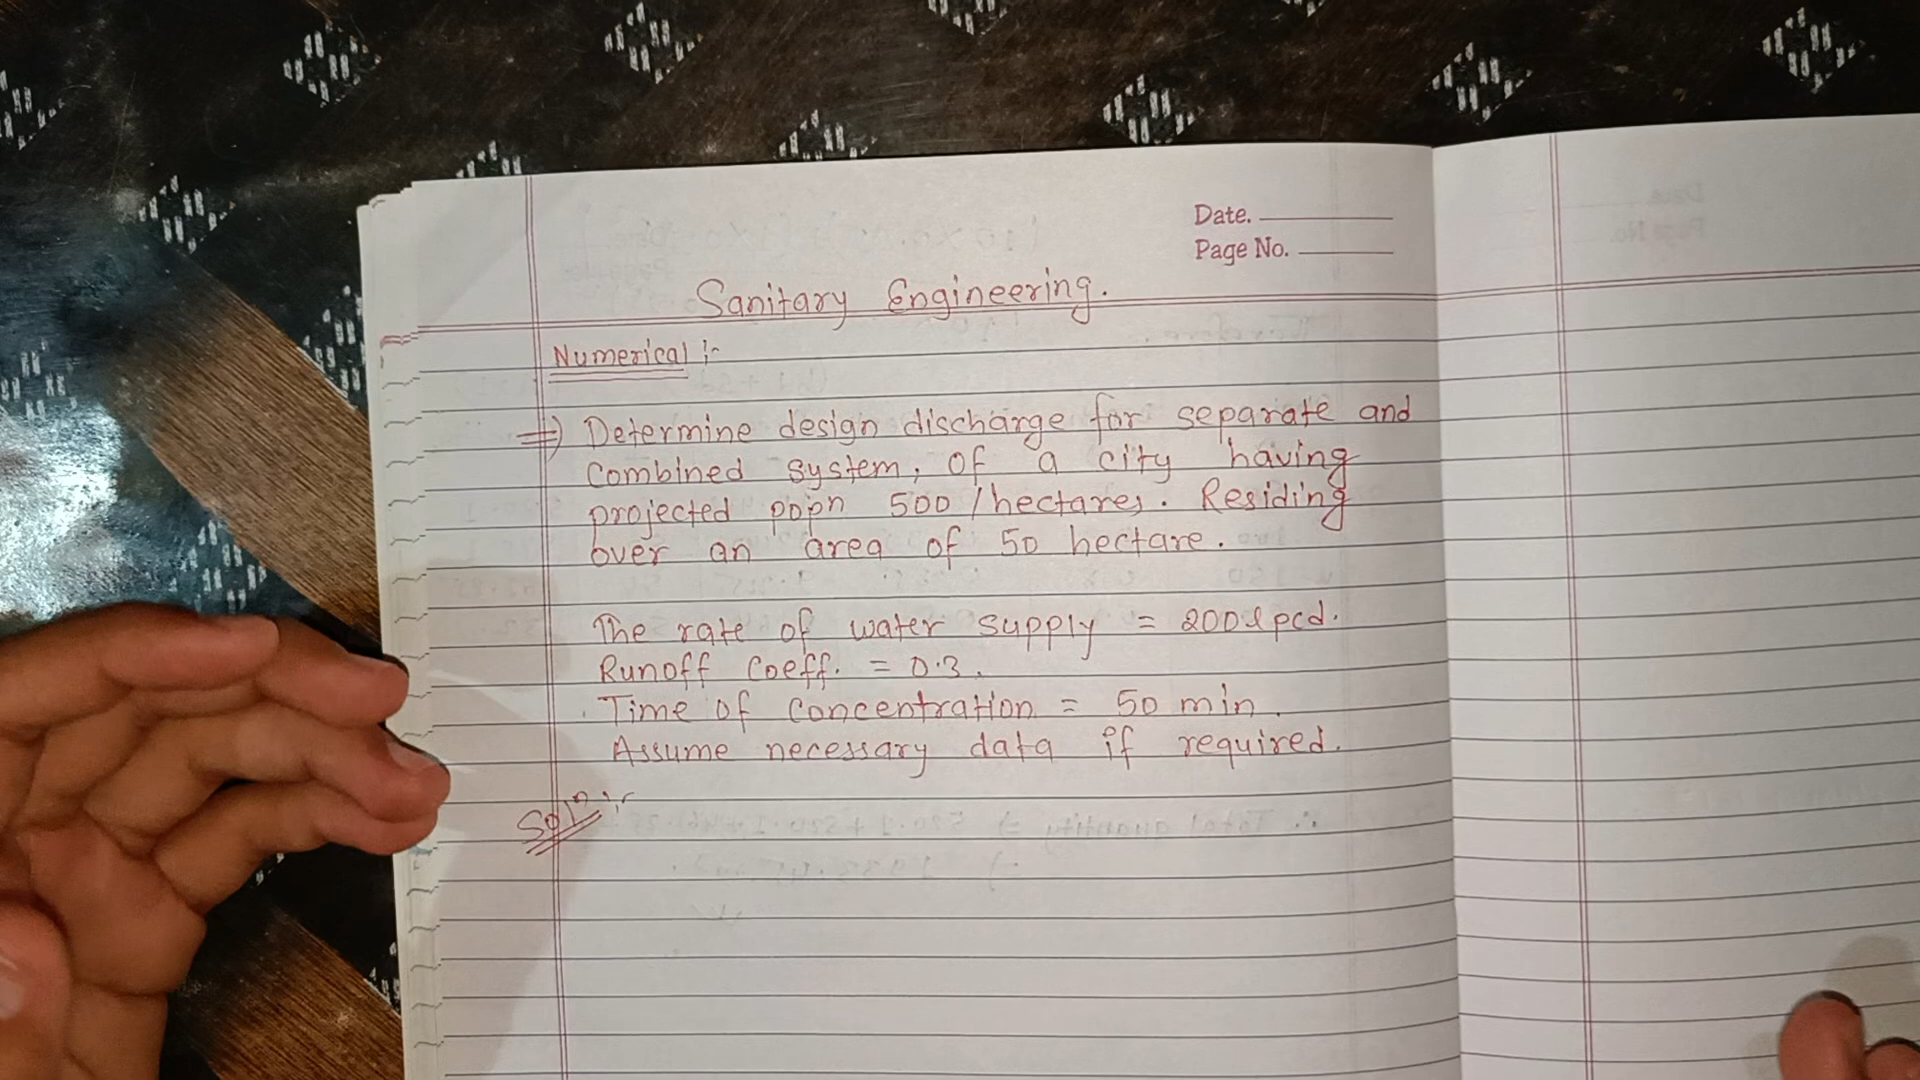 Date.
Page No.
Sanitary Engineering.
Numerical :-
=) Determine design discharge for separate and
Combined system, of a city having
projected popn 500 / hectares. Residing
over an area of 50 hectare.
The rate of water supply = 200 lpcd.
Runoff Coeff. = 0.3.
Time of Concentration = 50 min.
Assume necessary data if required.
Soln :-